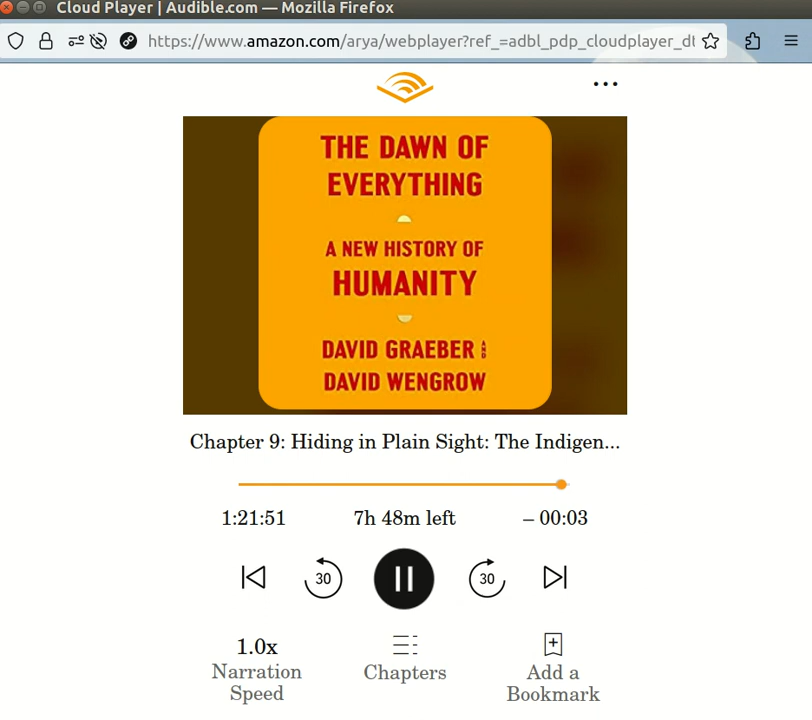 Cloud Player | Audible.com — Mozilla Firefox
https://www.amazon.com/arya/webplayer?ref_=adbl_pdp_cloudplayer_dt
THE DAWN OF
EVERYTHING
A NEW HISTORY OF
HUMANITY
DAVID GRAEBER AND
DAVID WENGROW
Chapter 9: Hiding in Plain Sight: The Indigen...
1:21:51 7h 48m left – 00:03
30 30
1.0x
Narration Speed
Chapters
Add a Bookmark